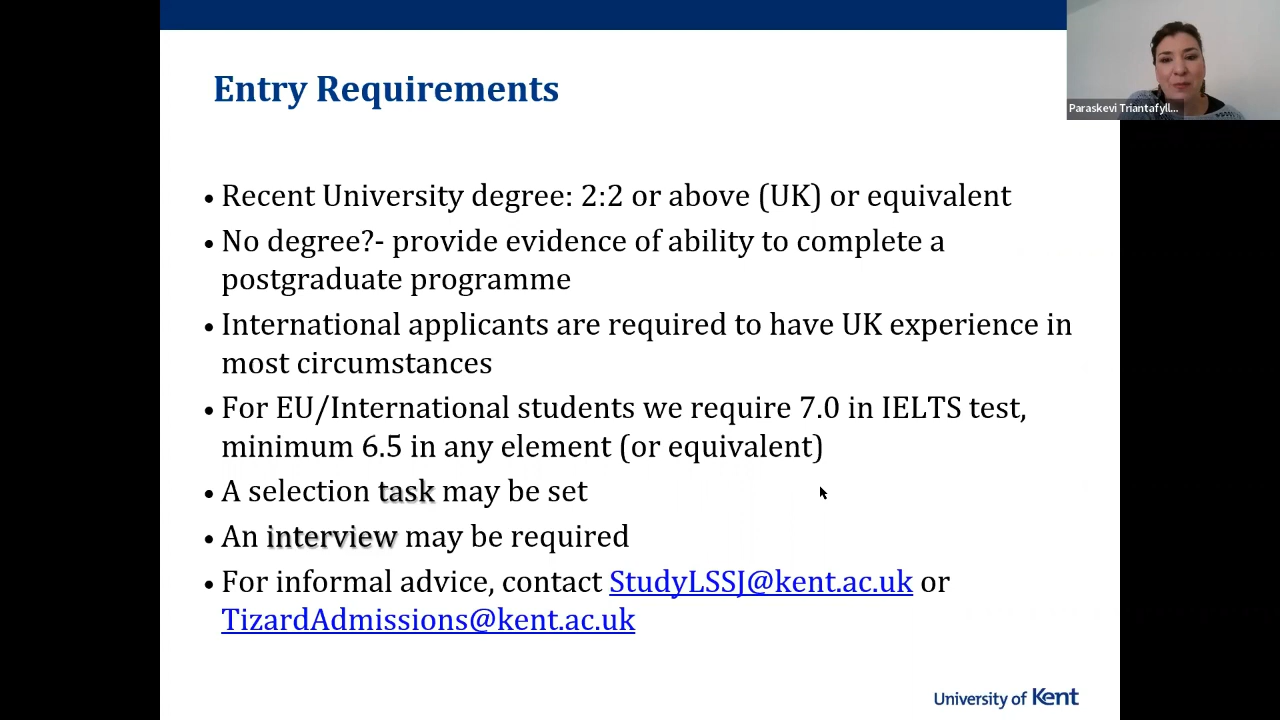 Entry Requirements
Paraskevi Triantafyll...
• Recent University degree: 2:2 or above (UK) or equivalent
• No degree?- provide evidence of ability to complete a
postgraduate programme
• International applicants are required to have UK experience in
most circumstances
• For EU/International students we require 7.0 in IELTS test,
minimum 6.5 in any element (or equivalent)
• A selection task may be set
• An interview may be required
• For informal advice, contact StudyLSSJ@kent.ac.uk or
TizardAdmissions@kent.ac.uk
University of Kent